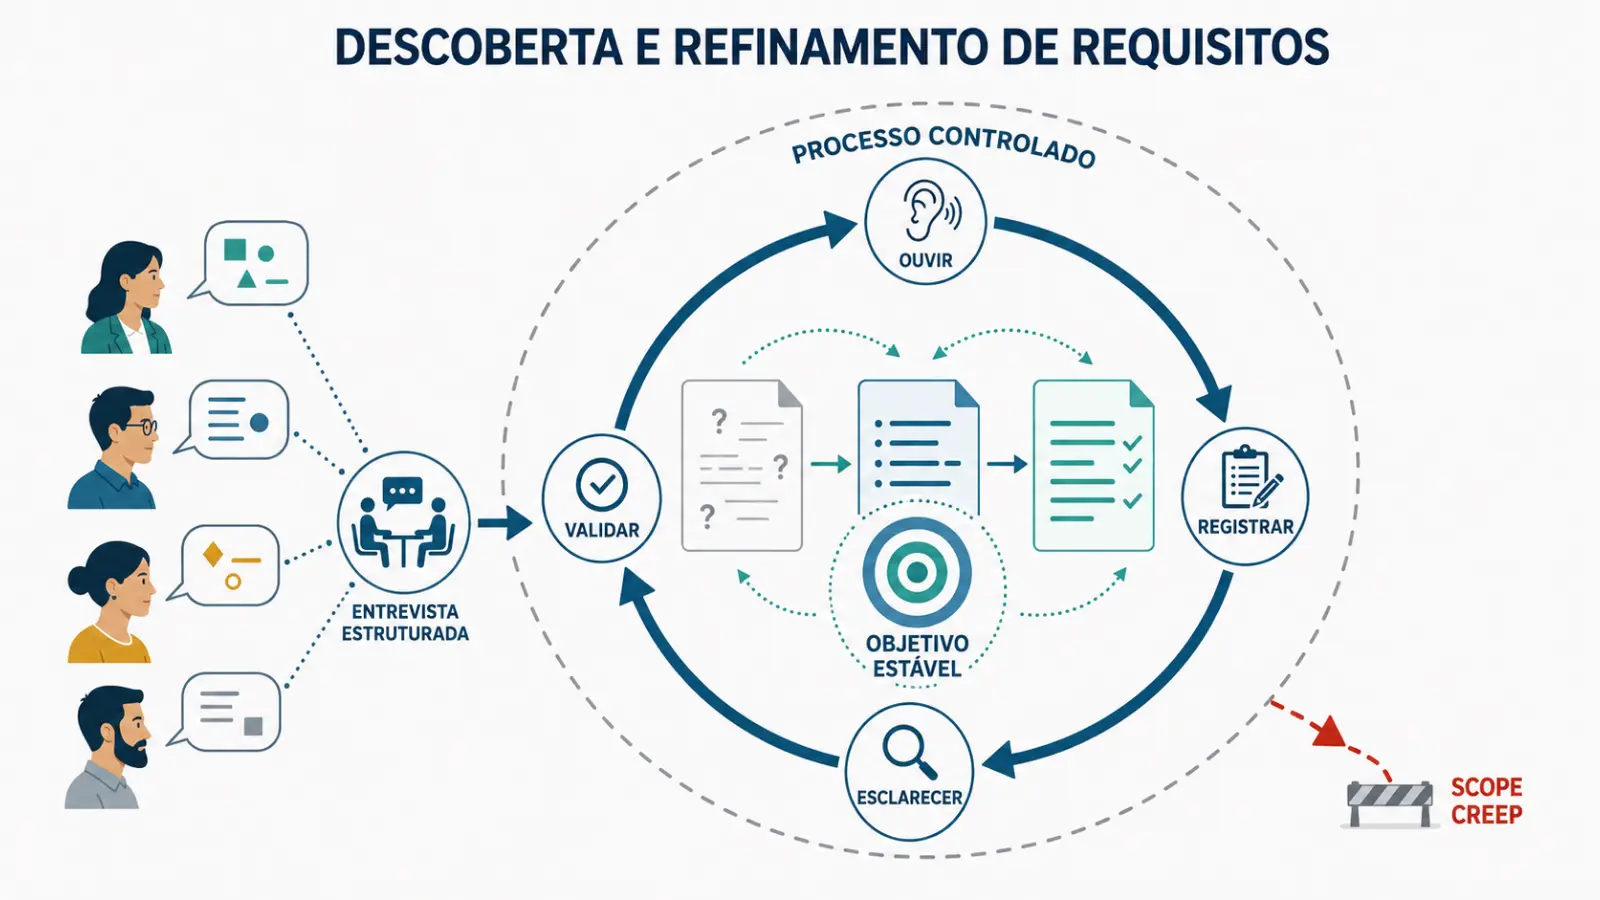 DESCOBERTA E REFINAMENTO DE REQUISITOS
PROCESSO CONTROLADO
OUVIR
?
?
?
VALIDAR
REGISTRAR
ENTREVISTA
ESTRUTURADA
OBJETIVO
ESTÁVEL
ESCLARECER
SCOPE
CREEP